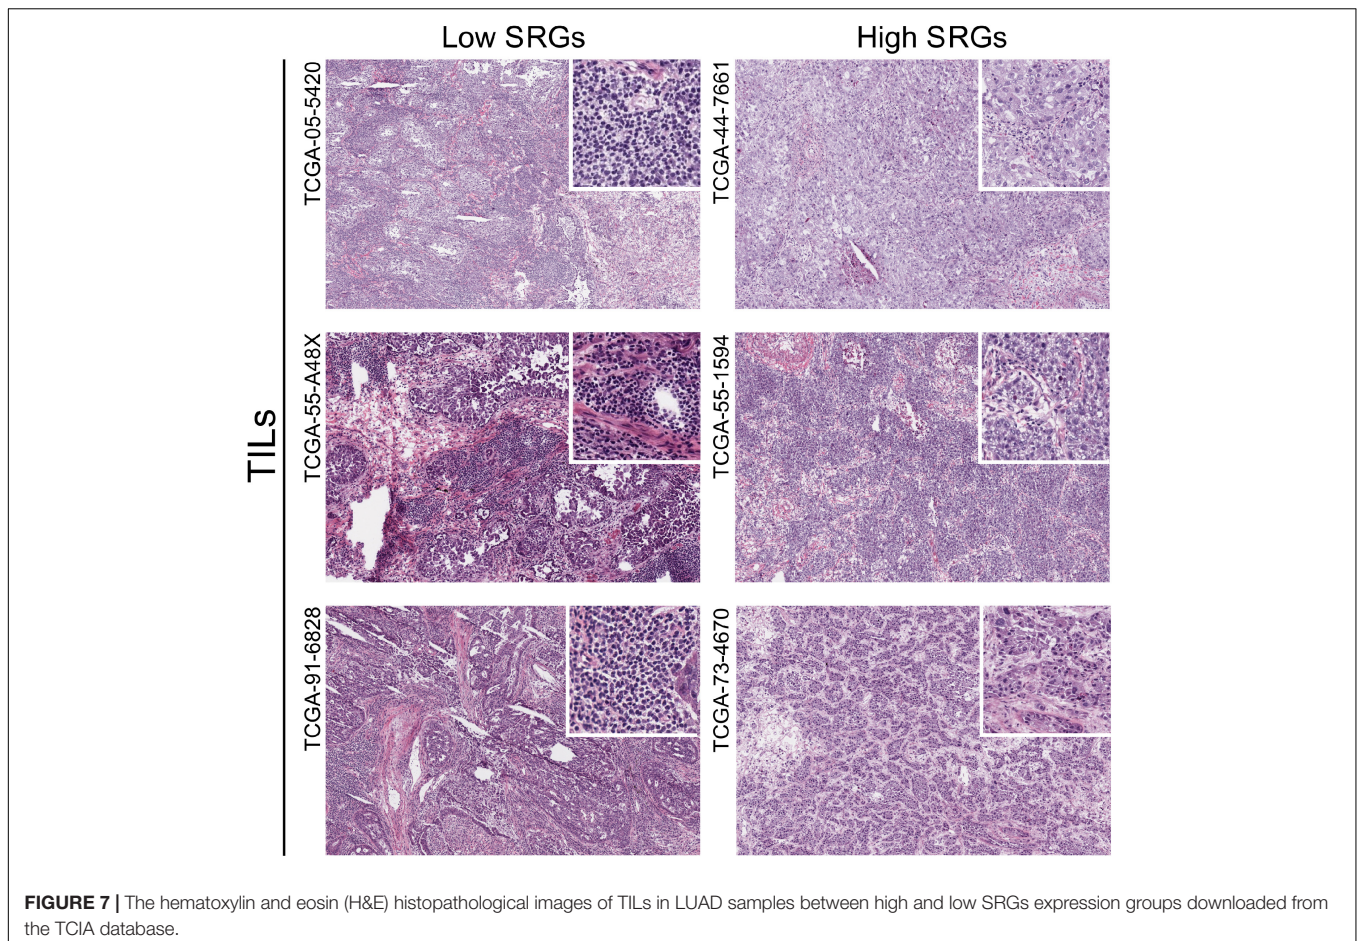 Low SRGs
High SRGs
TILs
TCGA-05-5420
TCGA-44-7661
TCGA-55-A48X
TCGA-55-1594
TCGA-91-6828
TCGA-73-4670
FIGURE 7 | The hematoxylin and eosin (H&E) histopathological images of TILs in LUAD samples between high and low SRGs expression groups downloaded from
the TCIA database.